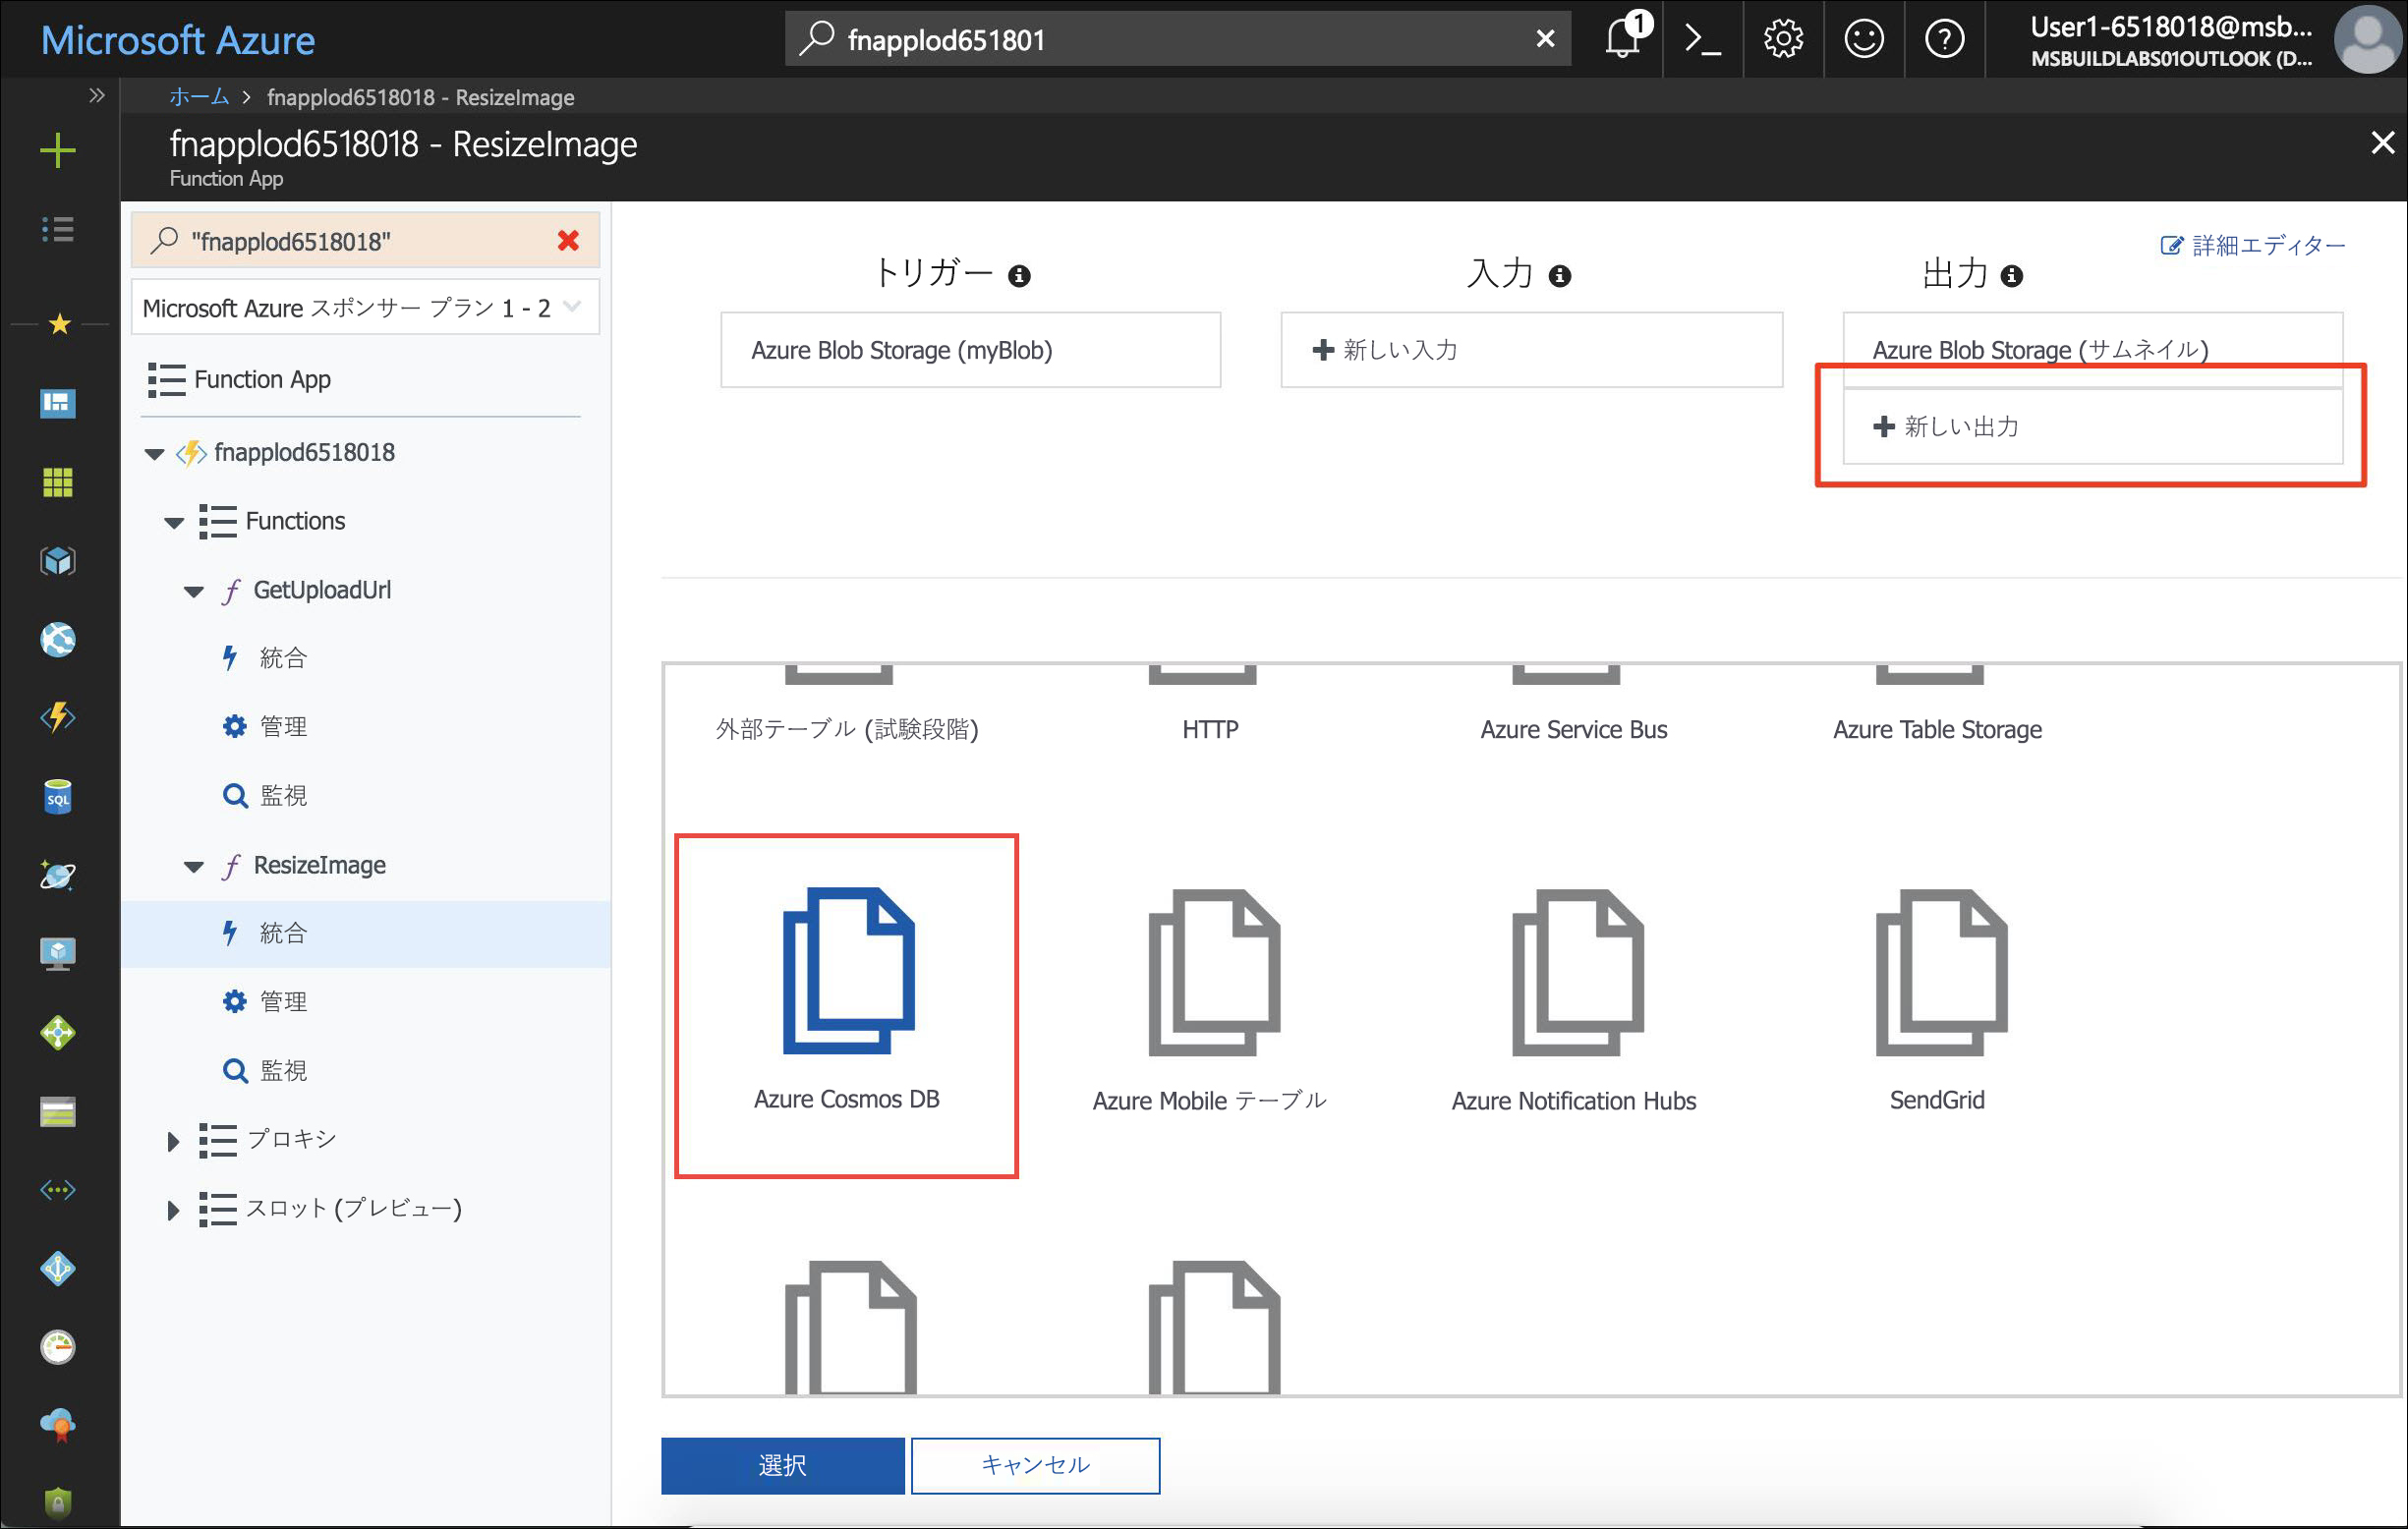 Microsoft Azure
fnapplod651801
1
User1-6518018@msb...
MSBUILDLABS01OUTLOOK (D...
ホーム > fnapplod6518018 - ResizeImage
fnapplod6518018 - ResizeImage
Function App
"fnapplod6518018"
Microsoft Azure スポンサー プラン 1 - 2
Function App
fnapplod6518018
Functions
GetUploadUrl
統合
管理
監視
ResizeImage
統合
管理
監視
プロキシ
スロット (プレビュー)
SQL
詳細エディター
トリガー
入力
出力
Azure Blob Storage (myBlob)
新しい入力
Azure Blob Storage (サムネイル)
新しい出力
外部テーブル (試験段階)
HTTP
Azure Service Bus
Azure Table Storage
Azure Cosmos DB
Azure Mobile テーブル
Azure Notification Hubs
SendGrid
選択
キャンセル